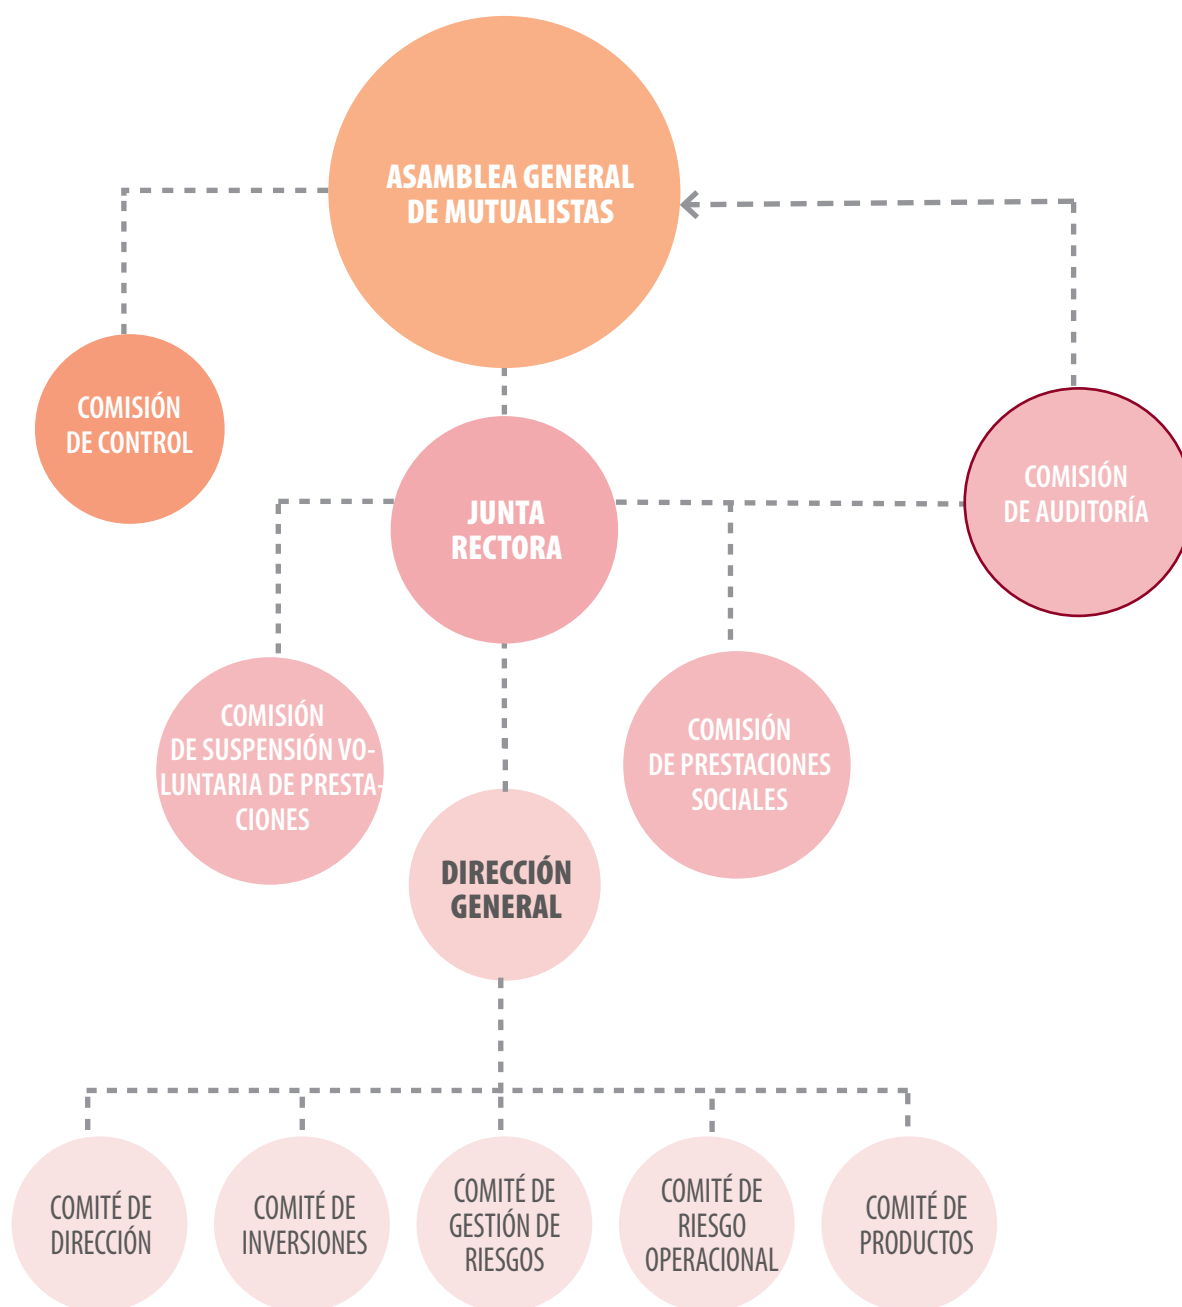 ASAMBLEA GENERAL
DE MUTUALISTAS
COMISIÓN
DE CONTROL
JUNTA
RECTORA
COMISIÓN
DE AUDITORÍA
COMISIÓN
DE SUSPENSIÓN VO-
LUNTARIA DE PRESTA-
CIONES
COMISIÓN
DE PRESTACIONES
SOCIALES
DIRECCIÓN
GENERAL
COMITÉ DE
DIRECCIÓN
COMITÉ DE
INVERSIONES
COMITÉ DE
GESTIÓN DE
RIESGOS
COMITÉ DE
RIESGO
OPERACIONAL
COMITÉ DE
PRODUCTOS